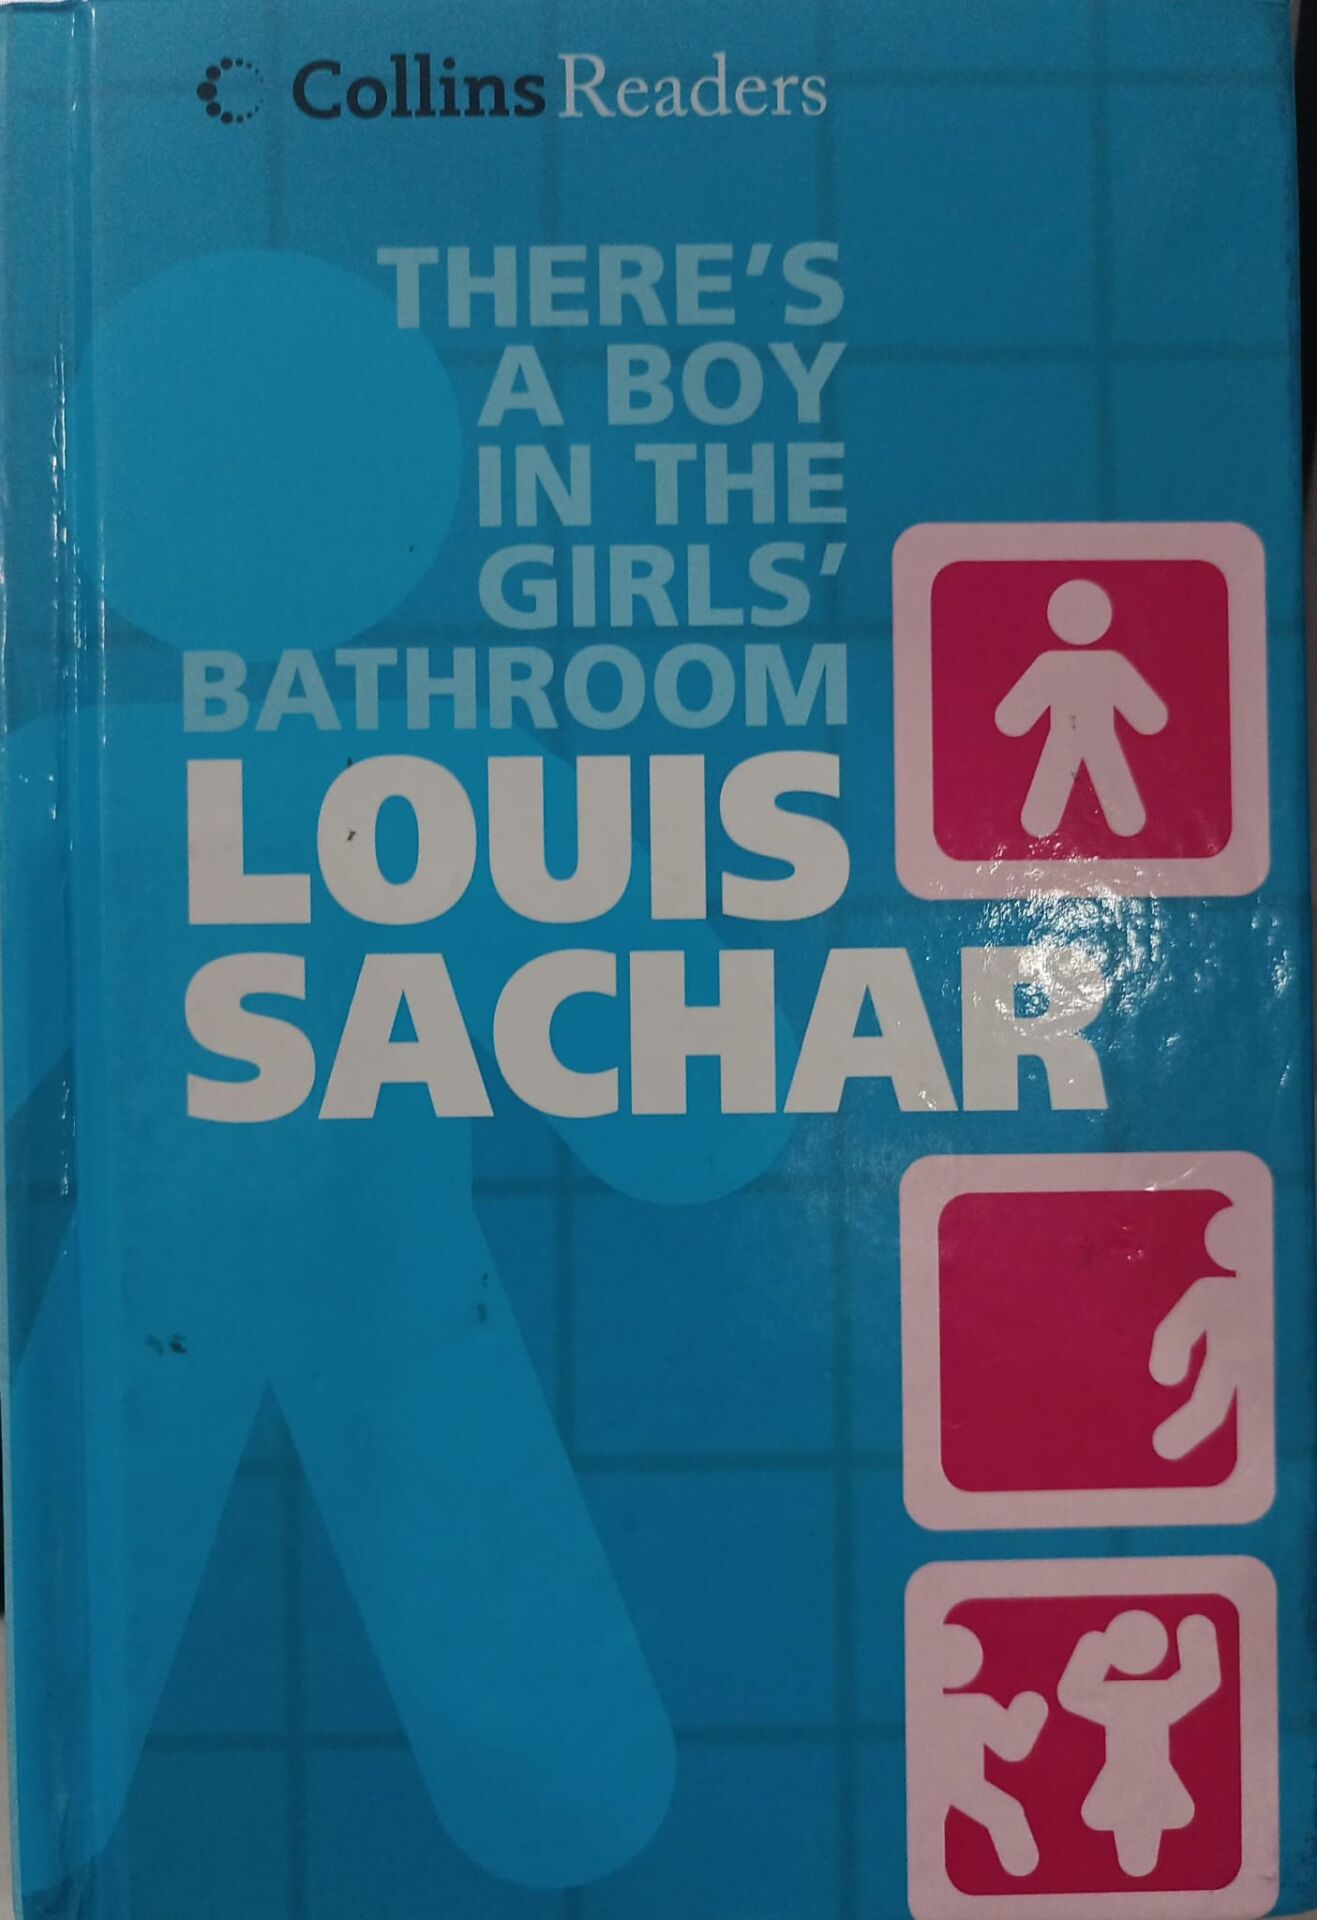 Collins Readers
THERE'S
A BOY
IN THE
GIRLS'
BATHROOM
LOUIS
SACHAR